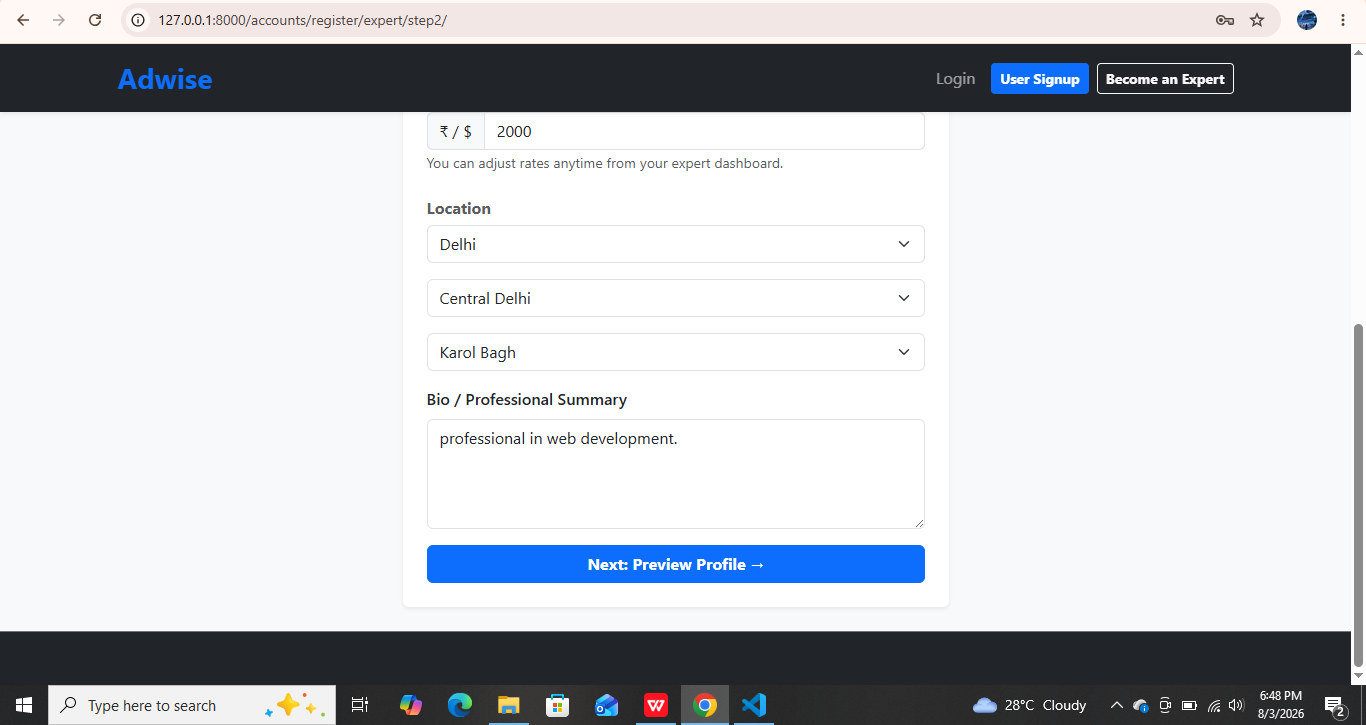 127.0.0.1:8000/accounts/register/expert/step2/
Adwise
Login
User Signup
Become an Expert
₹ / $
2000
You can adjust rates anytime from your expert dashboard.
Location
Delhi
Central Delhi
Karol Bagh
Bio / Professional Summary
professional in web development.
Next: Preview Profile →
Type here to search
28°C Cloudy
6:48 PM
8/3/2026
2